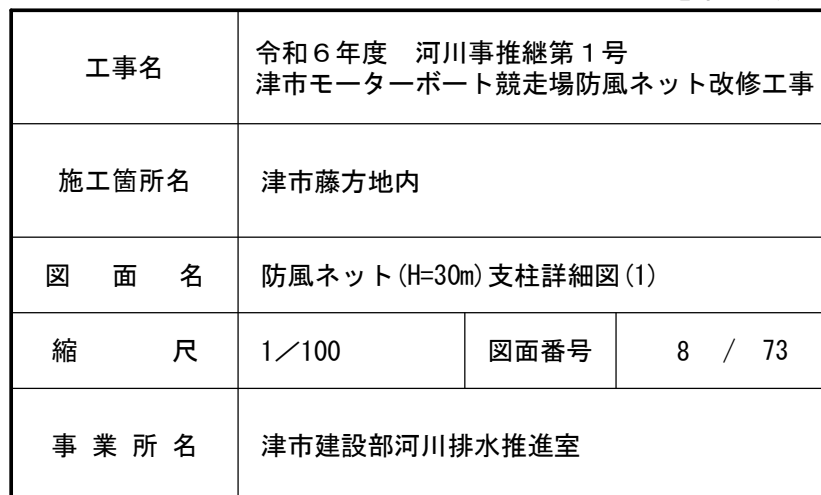 工事名
令和６年度　河川事推継第１号
津市モーターボート競走場防風ネット改修工事
施工箇所名
津市藤方地内
図　面　名
防風ネット(H=30m)支柱詳細図(1)
縮　尺
1／100
図面番号
8 / 73
事業所名
津市建設部河川排水推進室